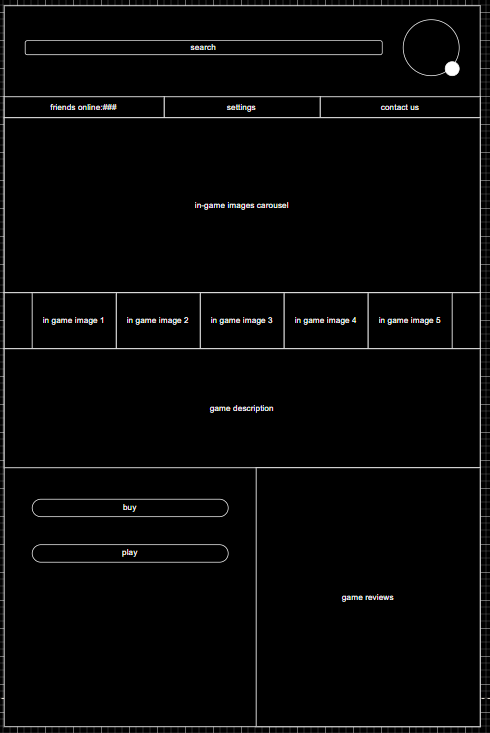 search
friends online:###
settings
contact us
in-game images carousel
in game image 1
in game image 2
in game image 3
in game image 4
in game image 5
game description
buy
play
game reviews